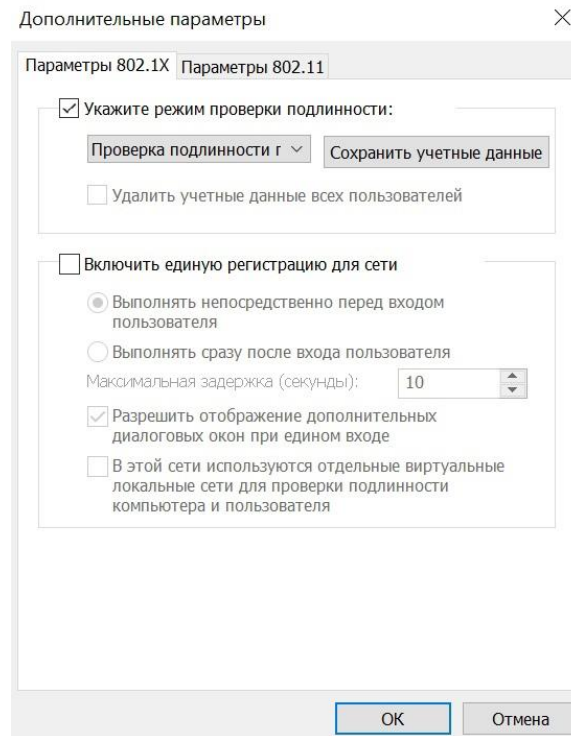 Дополнительные параметры
Параметры 802.1X Параметры 802.11
Укажите режим проверки подлинности:
Проверка подлинности г Сохранить учетные данные
Удалить учетные данные всех пользователей
Включить единую регистрацию для сети
Выполнять непосредственно перед входом
пользователя
Выполнять сразу после входа пользователя
Максимальная задержка (секунды): 10
Разрешить отображение дополнительных
диалоговых окон при едином входе
В этой сети используются отдельные виртуальные
локальные сети для проверки подлинности
компьютера и пользователя
ОК Отмена